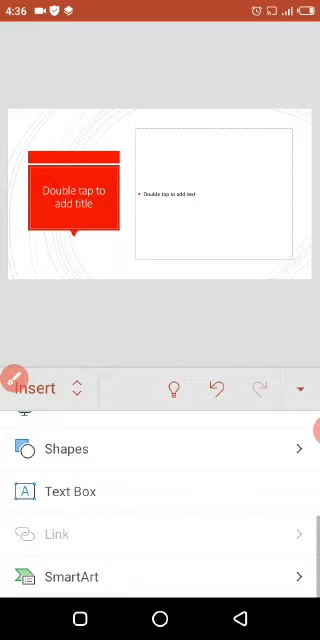 4:36
Double tap to
add title
Double tap to add text
Insert
Shapes
A Text Box
Link
SmartArt